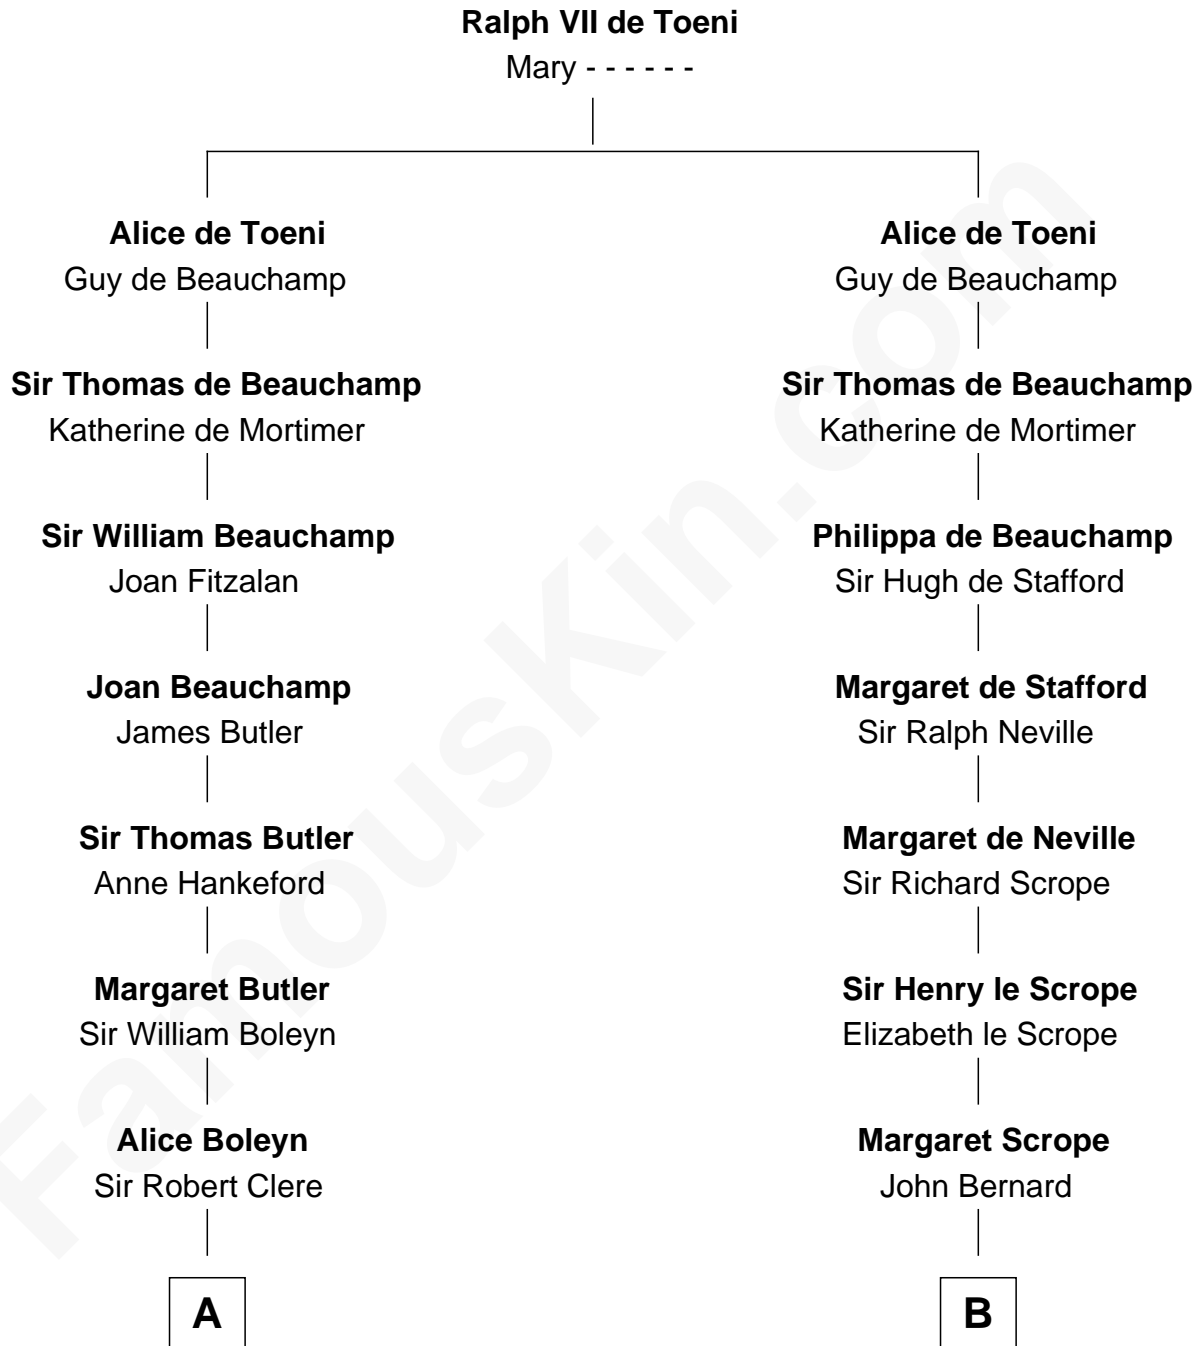 Ralph VII de Toeni
Mary - - - - - -
Alice de Toeni
Guy de Beauchamp
Alice de Toeni
Guy de Beauchamp
Sir Thomas de Beauchamp
Katherine de Mortimer
Sir Thomas de Beauchamp
Katherine de Mortimer
Sir William Beauchamp
Joan Fitzalan
Philippa de Beauchamp
Sir Hugh de Stafford
Joan Beauchamp
James Butler
Margaret de Stafford
Sir Ralph Neville
Sir Thomas Butler
Anne Hankeford
Margaret de Neville
Sir Richard Scrope
Margaret Butler
Sir William Boleyn
Sir Henry le Scrope
Elizabeth le Scrope
Alice Boleyn
Sir Robert Clere
Margaret Scrope
John Bernard
A
B
FamousKin.com